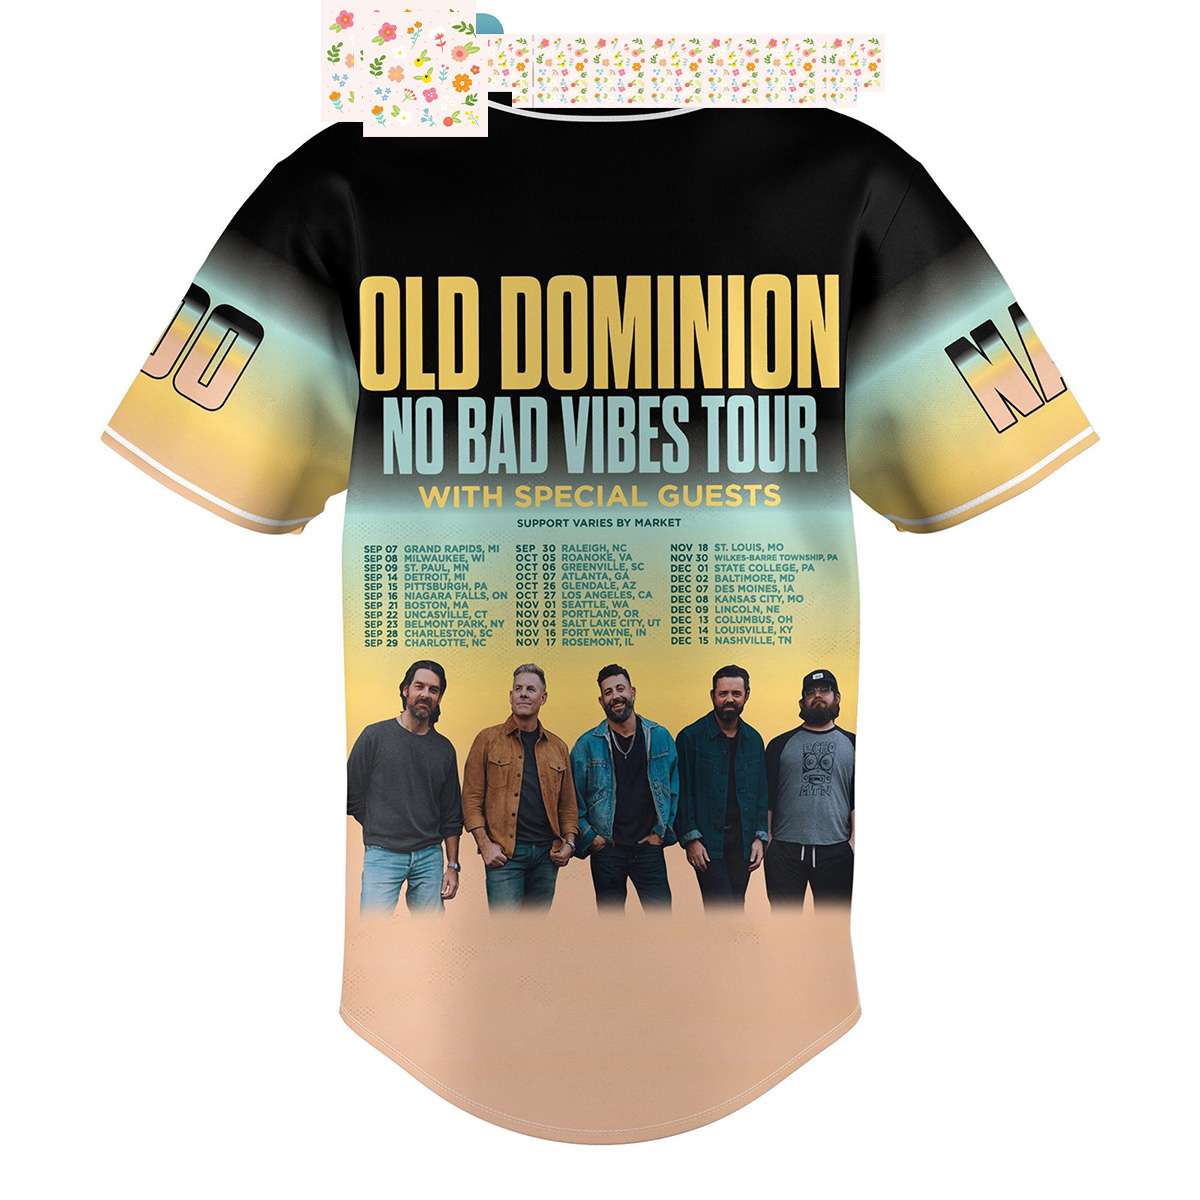 OLD DOMINION
NO BAD VIBES TOUR
WITH SPECIAL GUESTS
SUPPORT VARIES BY MARKET
SEP 07 GRAND RAPIDS, MI
SEP 08 MILWAUKEE, WI
SEP 09 ST. PAUL, MN
SEP 14 DETROIT, MI
SEP 15 PITTSBURGH, PA
SEP 16 NIAGARA FALLS, ON
SEP 21 BOSTON, MA
SEP 22 UNCASVILLE, CT
SEP 23 BELMONT PARK, NY
SEP 28 CHARLESTON, SC
SEP 29 CHARLOTTE, NC
SEP 30 RALEIGH, NC
OCT 05 ROANOKE, VA
OCT 06 GREENVILLE, SC
OCT 07 ATLANTA, GA
OCT 26 GLENDALE, AZ
OCT 27 LOS ANGELES, CA
NOV 01 SEATTLE, WA
NOV 02 PORTLAND, OR
NOV 04 SALT LAKE CITY, UT
NOV 16 FORT WAYNE, IN
NOV 17 ROSEMONT, IL
NOV 18 ST. LOUIS, MO
NOV 30 WILKES-BARRE TOWNSHIP, PA
DEC 01 STATE COLLEGE, PA
DEC 02 BALTIMORE, MD
DEC 07 DES MOINES, IA
DEC 08 KANSAS CITY, MO
DEC 09 LINCOLN, NE
DEC 13 COLUMBUS, OH
DEC 14 LOUISVILLE, KY
DEC 15 NASHVILLE, TN
ECHO
MTN